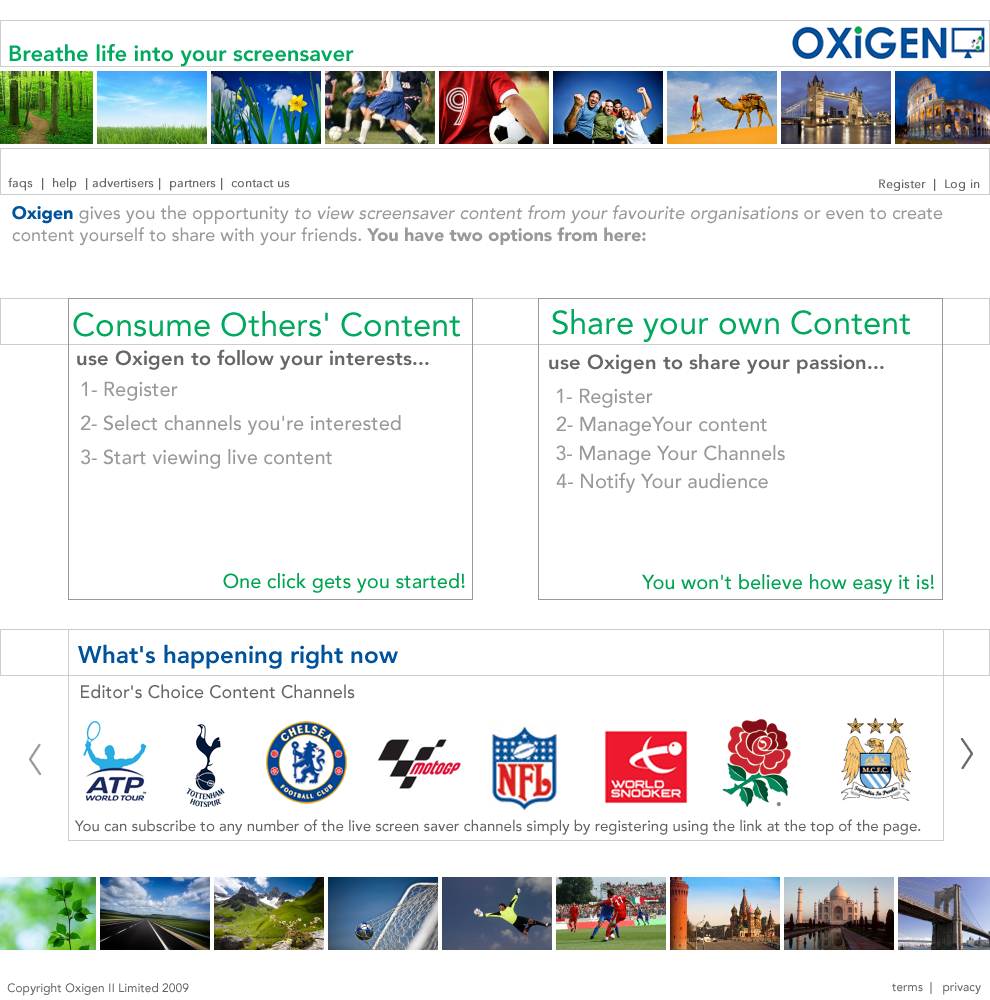 Breathe life into your screensaver
OXiGEN
9
faqs | help | advertisers | partners | contact us
Register | Log in
Oxigen gives you the opportunity to view screensaver content from your favourite organisations or even to create
content yourself to share with your friends. You have two options from here:
Consume Others' Content
use Oxigen to follow your interests...
1- Register
2- Select channels you're interested
3- Start viewing live content
One click gets you started!
Share your own Content
use Oxigen to share your passion...
1- Register
2- ManageYour content
3- Manage Your Channels
4- Notify Your audience
You won't believe how easy it is!
What's happening right now
Editor's Choice Content Channels
ATP
WORLD TOUR
TOTTENHAM
HOTSPUR
CHELSEA
FOOTBALL CLUB
motogp
NFL
WORLD
SNOOKER
M.C.F.C.
Superbia In Proelio
You can subscribe to any number of the live screen saver channels simply by registering using the link at the top of the page.
Copyright Oxigen II Limited 2009
terms | privacy